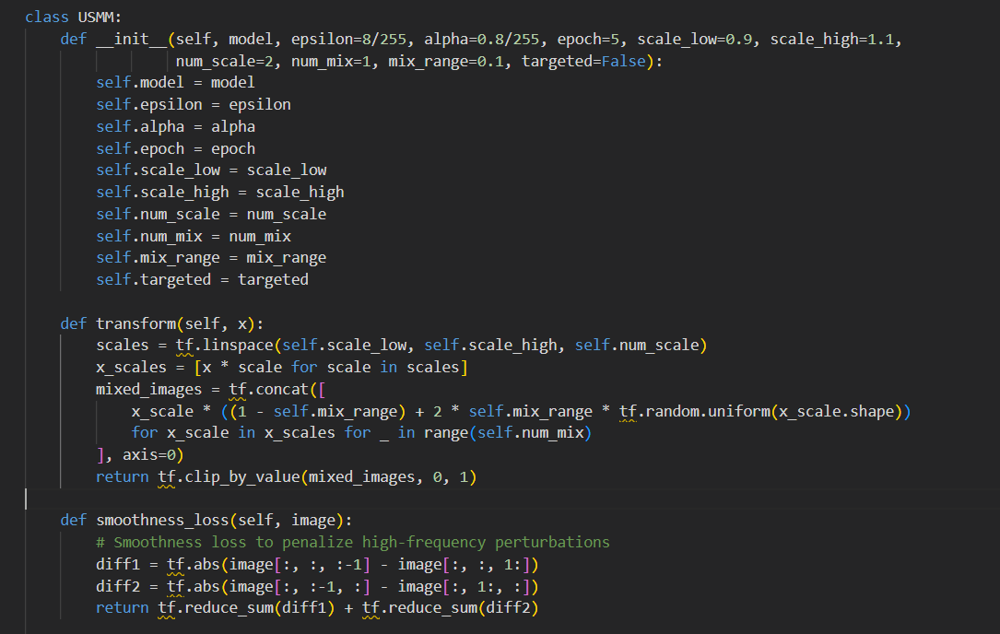 class USMM:
    def __init__(self, model, epsilon=8/255, alpha=0.8/255, epoch=5, scale_low=0.9, scale_high=1.1,
                 num_scale=2, num_mix=1, mix_range=0.1, targeted=False):
        self.model = model
        self.epsilon = epsilon
        self.alpha = alpha
        self.epoch = epoch
        self.scale_low = scale_low
        self.scale_high = scale_high
        self.num_scale = num_scale
        self.num_mix = num_mix
        self.mix_range = mix_range
        self.targeted = targeted

    def transform(self, x):
        scales = tf.linspace(self.scale_low, self.scale_high, self.num_scale)
        x_scales = [x * scale for scale in scales]
        mixed_images = tf.concat([
            x_scale * ((1 - self.mix_range) + 2 * self.mix_range * tf.random.uniform(x_scale.shape))
            for x_scale in x_scales for _ in range(self.num_mix)
        ], axis=0)
        return tf.clip_by_value(mixed_images, 0, 1)

    def smoothness_loss(self, image):
        # Smoothness loss to penalize high-frequency perturbations
        diff1 = tf.abs(image[:, :, :-1] - image[:, :, 1:])
        diff2 = tf.abs(image[:, :-1, :] - image[:, 1:, :])
        return tf.reduce_sum(diff1) + tf.reduce_sum(diff2)